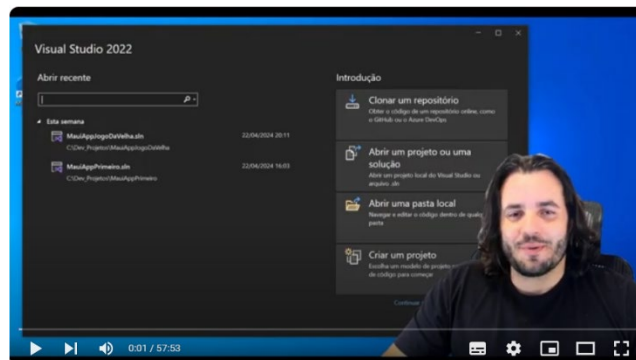 Visual Studio 2022
Abrir recente
Esta semana
MauiAppJogoDaVelha.sln
22/04/2024 20:11
C:\Dev_Projetos\MauiAppJogoDaVelha
MauiAppPrimeiro.sln
22/04/2024 16:03
C:\Dev_Projetos\MauiAppPrimeiro
Introdução
Clonar um repositório
Obter o código de um repositório online, como
o GitHub ou o Azure DevOps
Abrir um projeto ou uma
solução
Abrir um projeto local do Visual Studio ou
arquivo .sln
Abrir uma pasta local
Navegar e editar o código dentro de
pasta
Criar um projeto
Escolha um modelo de projeto
de código para começar
Continuar
0:01 / 57:53